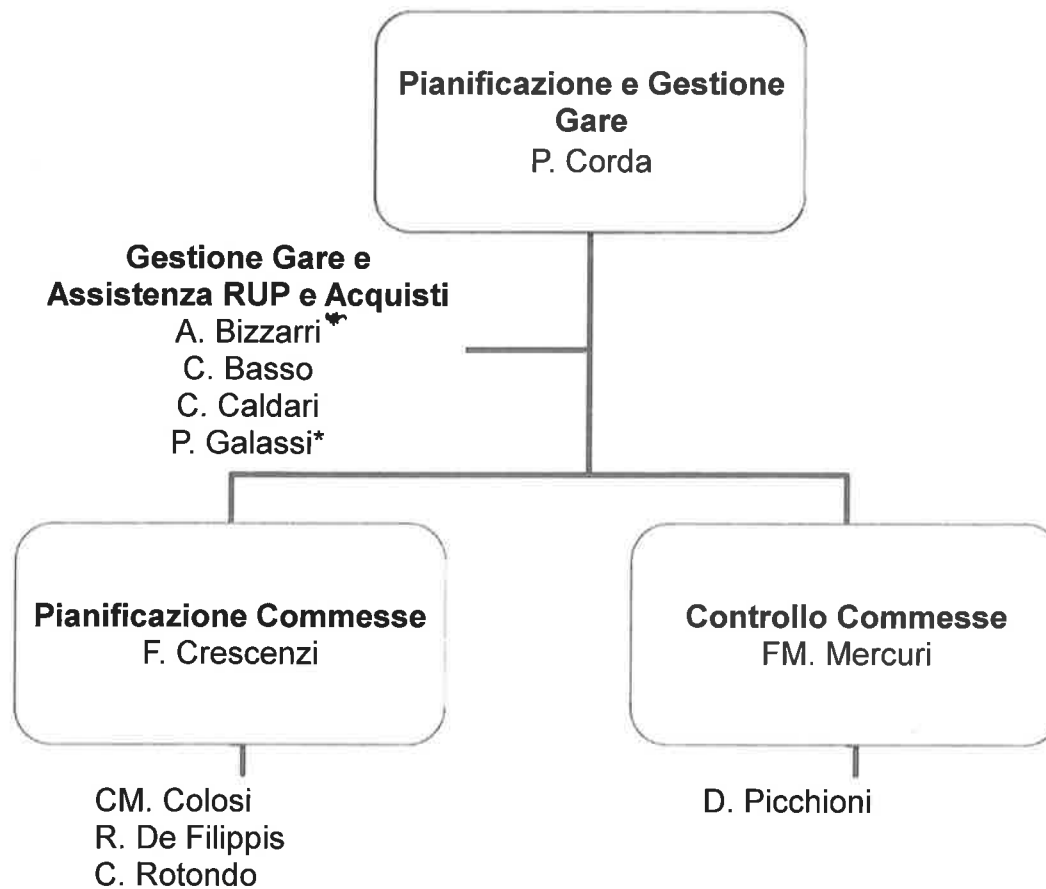 Pianificazione e Gestione
Gare
P. Corda
Gestione Gare e
Assistenza RUP e Acquisti
A. Bizzarri
C. Basso
C. Caldari
P. Galassi*
Pianificazione Commesse
F. Crescenzi
Controllo Commesse
FM. Mercuri
CM. Colosi
R. De Filippis
C. Rotondo
D. Picchioni